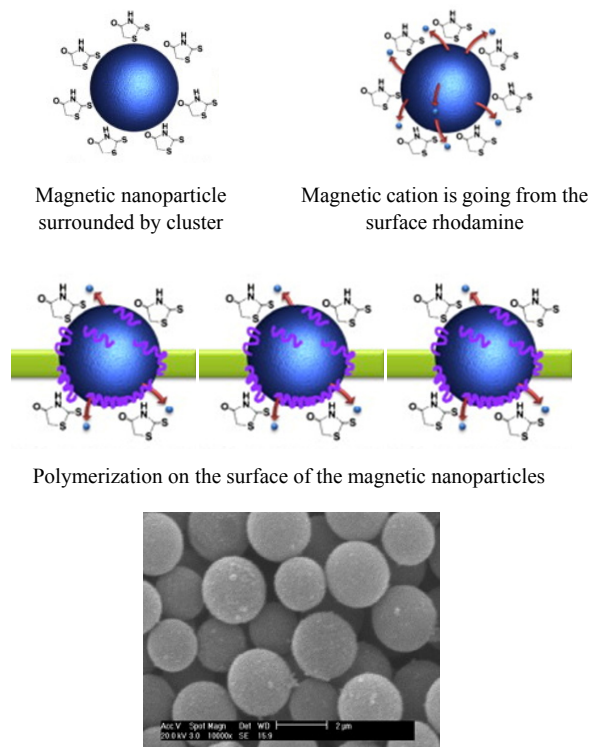 Magnetic nanoparticle
surrounded by cluster
Magnetic cation is going from the
surface rhodamine
Polymerization on the surface of the magnetic nanoparticles
Acc V Spot Magn Det WD 2 μm
20.0 kV 3.0 10000x SE 15.9